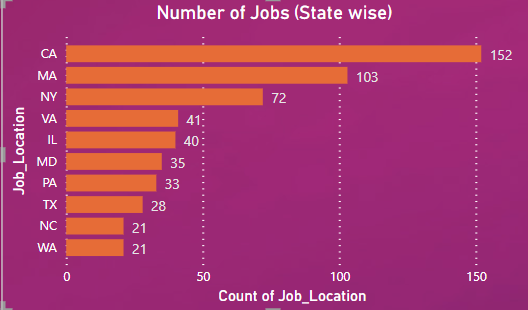 Number of Jobs (State wise)
Job_Location
CA 152
MA 103
NY 72
VA 41
IL 40
MD 35
PA 33
TX 28
NC 21
WA 21
0 50 100 150
Count of Job_Location